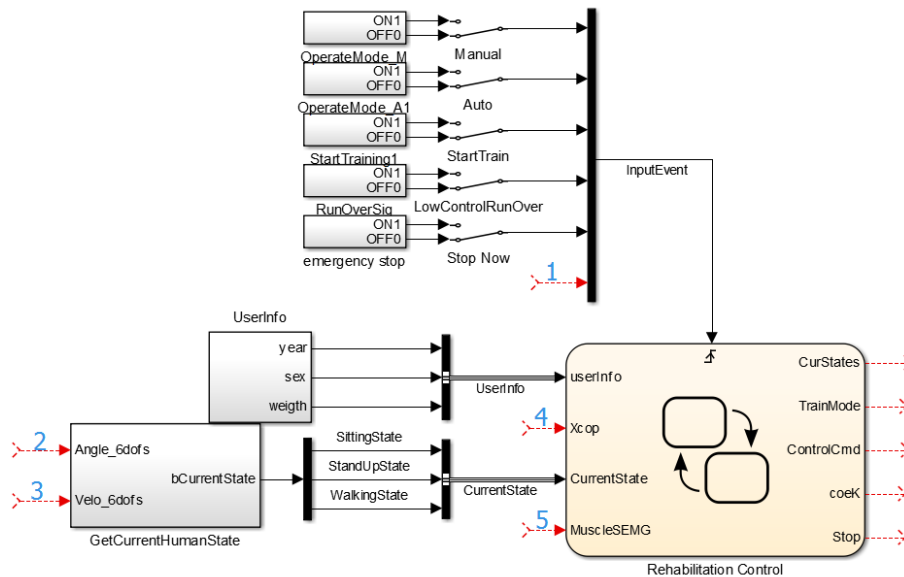 ON1
OFF0
OperateMode_M
Manual
ON1
OFF0
OperateMode_A1
Auto
ON1
OFF0
StartTraining1
StartTrain
InputEvent
ON1
OFF0
RunOverSig
LowControlRunOver
ON1
OFF0
emergency stop
Stop Now
1
UserInfo
year
sex
weigth
UserInfo
2
Angle_6dofs
3
Velo_6dofs
bCurrentState
GetCurrentHumanState
SittingState
StandUpState
WalkingState
CurrentState
userInfo
4
Xcop
CurrentState
5
MuscleSEMG
CurStates
TrainMode
ControlCmd
coeK
Stop
Rehabilitation Control